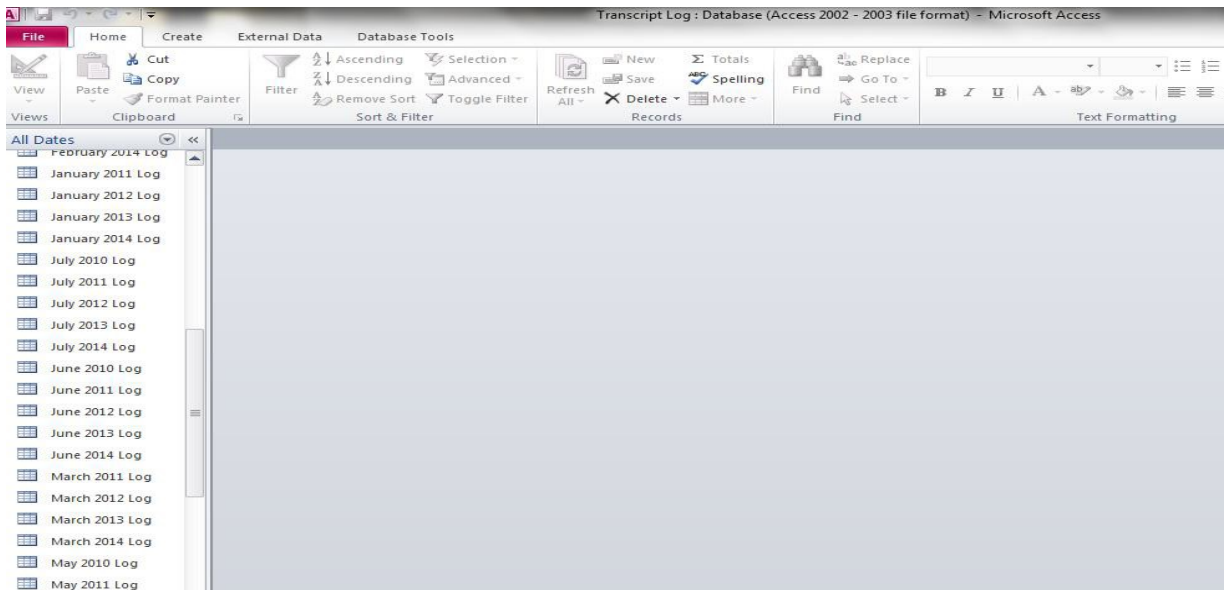 A
Transcript Log : Database (Access 2002 - 2003 file format) - Microsoft Access
File Home Create External Data Database Tools
View
Views
Paste
Cut
Copy
Format Painter
Clipboard
Filter
Ascending
Descending
Remove Sort
Selection
Advanced
Toggle Filter
Sort & Filter
Refresh
All
New
Save
Delete
Totals
Spelling
More
Records
Find
Replace
Go To
Select
Find
B I U A
Text Formatting
All Dates
February 2014 Log
January 2011 Log
January 2012 Log
January 2013 Log
January 2014 Log
July 2010 Log
July 2011 Log
July 2012 Log
July 2013 Log
July 2014 Log
June 2010 Log
June 2011 Log
June 2012 Log
June 2013 Log
June 2014 Log
March 2011 Log
March 2012 Log
March 2013 Log
March 2014 Log
May 2010 Log
May 2011 Log